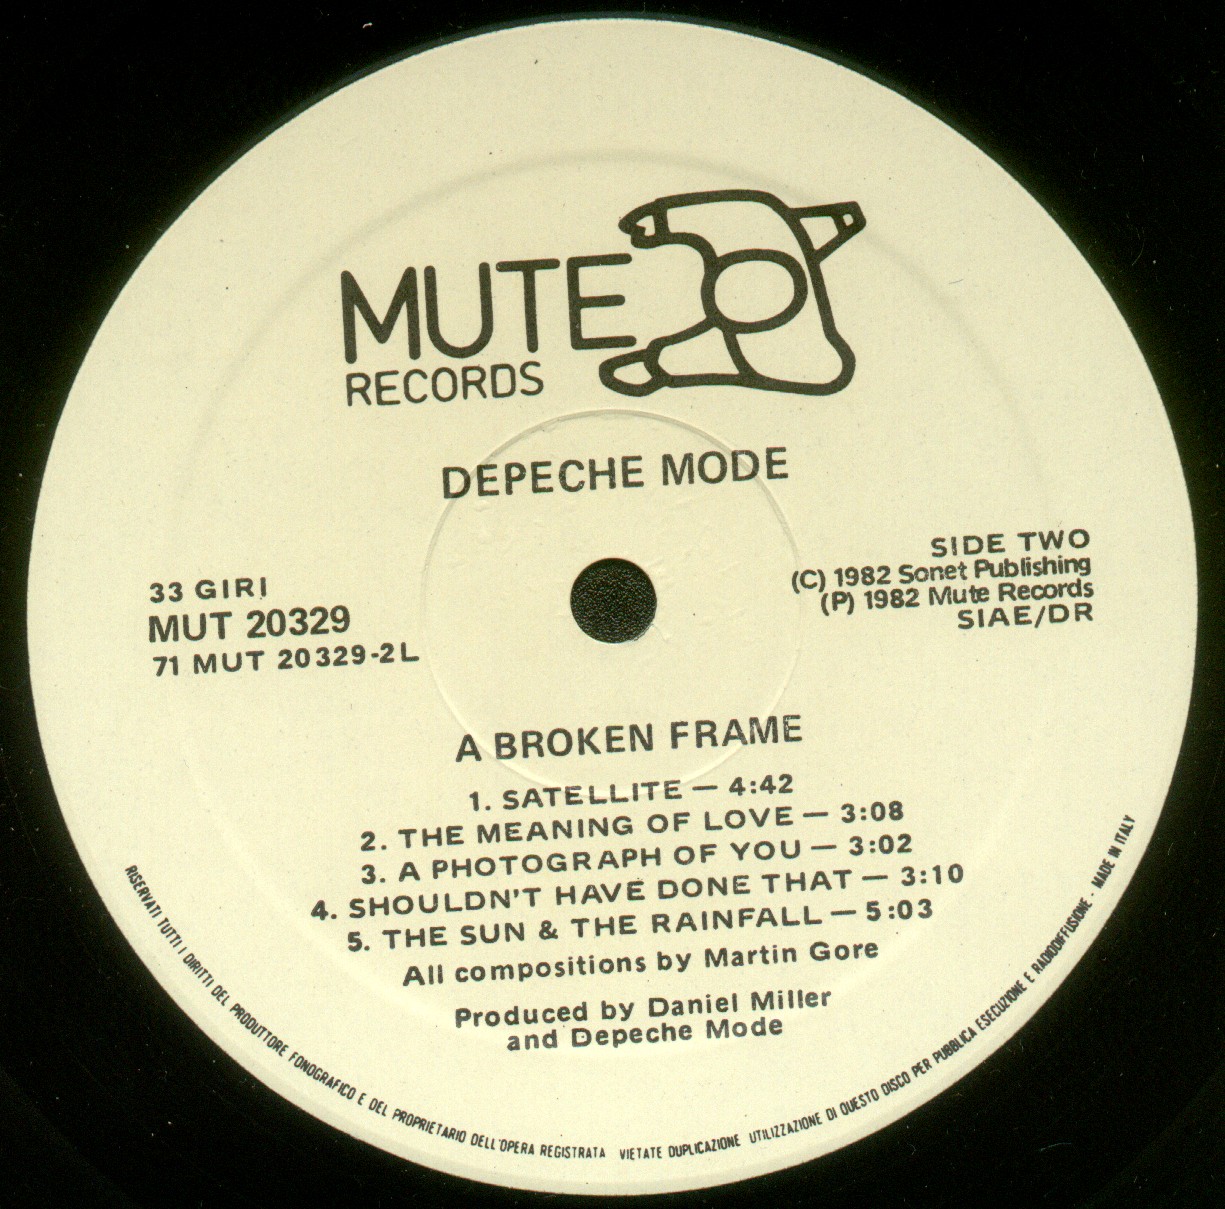 MUTE
RECORDS
DEPECHE MODE
33 GIRI
MUT 20329
71 MUT 20329-2L
SIDE TWO
(C) 1982 Sonet Publishing
(P) 1982 Mute Records
SIAE/DR
A BROKEN FRAME
1. SATELLITE — 4:42
2. THE MEANING OF LOVE — 3:08
3. A PHOTOGRAPH OF YOU — 3:02
4. SHOULDN'T HAVE DONE THAT — 3:10
5. THE SUN & THE RAINFALL — 5:03
All compositions by Martin Gore
Produced by Daniel Miller
and Depeche Mode
RISERVATI TUTTI I DIRITTI DEL PRODUTTORE FONOGRAFICO E DEL PROPRIETARIO DELL'OPERA REGISTRATA VIETATE DUPLICAZIONE UTILIZZAZIONE DI QUESTO DISCO PER PUBBLICA ESECUZIONE E RADIODIFFUSIONE - MADE IN ITALY